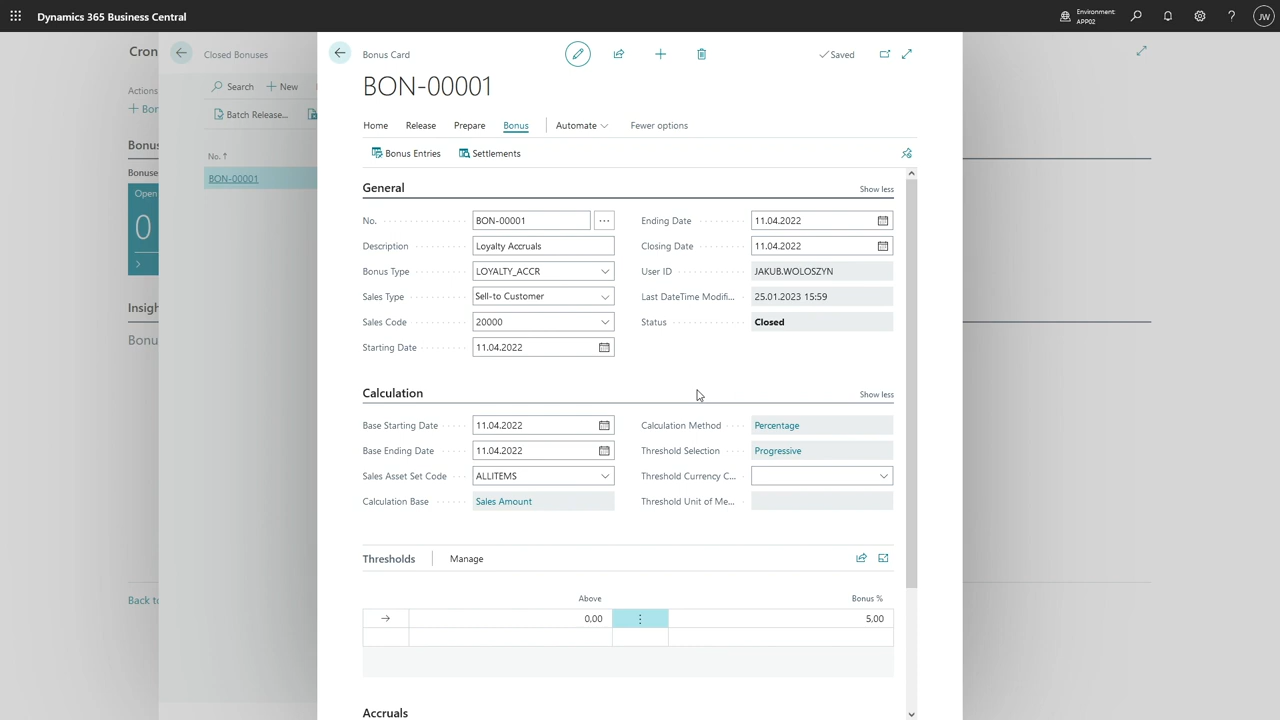 Dynamics 365 Business Central
Environment:
APP02
JW
Cron
Actions
Bon
Bonus
Bonuse
Open
0
Insigh
Bonu
Back to
Closed Bonuses
Search
New
Batch Release...
No. ↑
BON-00001
Bonus Card
Saved
BON-00001
Home Release Prepare Bonus Automate Fewer options
Bonus Entries Settlements
General
Show less
No. BON-00001
Description Loyalty Accruals
Bonus Type LOYALTY_ACCR
Sales Type Sell-to Customer
Sales Code 20000
Starting Date 11.04.2022
Ending Date 11.04.2022
Closing Date 11.04.2022
User ID JAKUB.WOLOSZYN
Last DateTime Modifi... 25.01.2023 15:59
Status Closed
Calculation
Show less
Base Starting Date 11.04.2022
Base Ending Date 11.04.2022
Sales Asset Set Code ALLITEMS
Calculation Base Sales Amount
Calculation Method Percentage
Threshold Selection Progressive
Threshold Currency C...
Threshold Unit of Me...
Thresholds Manage
Above Bonus %
0,00 5,00
Accruals